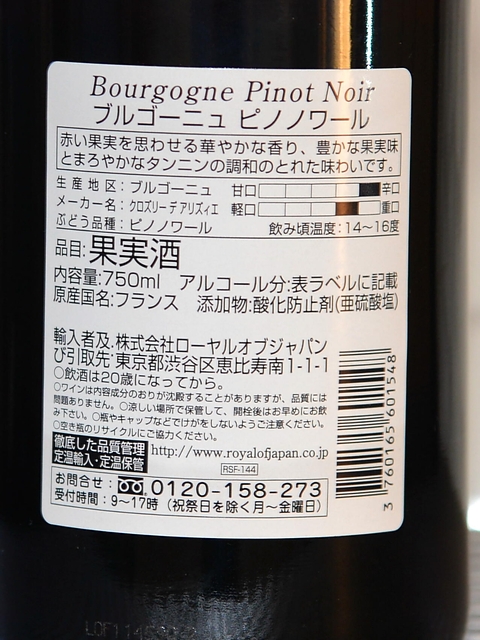 Bourgogne Pinot Noir
ブルゴーニュ ピノノワール
赤い果実を思わせる華やかな香り、豊かな果実味
とまろやかなタンニンの調和のとれた味わいです。
生産地区：ブルゴーニュ 甘口 辛口
メーカー名：クロズリーデアリズィエ 軽口 重口
ぶどう品種：ピノノワール 飲み頃温度：14〜16度
品目：果実酒
内容量：750ml アルコール分：表ラベルに記載
原産国名：フランス 添加物：酸化防止剤(亜硫酸塩)
輸入者及 株式会社ローヤルオブジャパン
び引取先・東京都渋谷区恵比寿南1-1-1
○飲酒は20歳になってから。
○ワインは内容成分のおりが沈殿することがありますが、品質には
問題ありません。○涼しい場所で保管して、開栓後はお早めにお飲
み下さい。○瓶やキャップなどでけがをしないようご注意ください。
○空き瓶のリサイクルにご協力ください。
徹底した品質管理
定温輸入・定温保管
http://www.royalofjapan.co.jp
RSF-144
お問合せ：0120-158-273
受付時間：9〜17時（祝祭日を除く月〜金曜日）
3 760165 601548